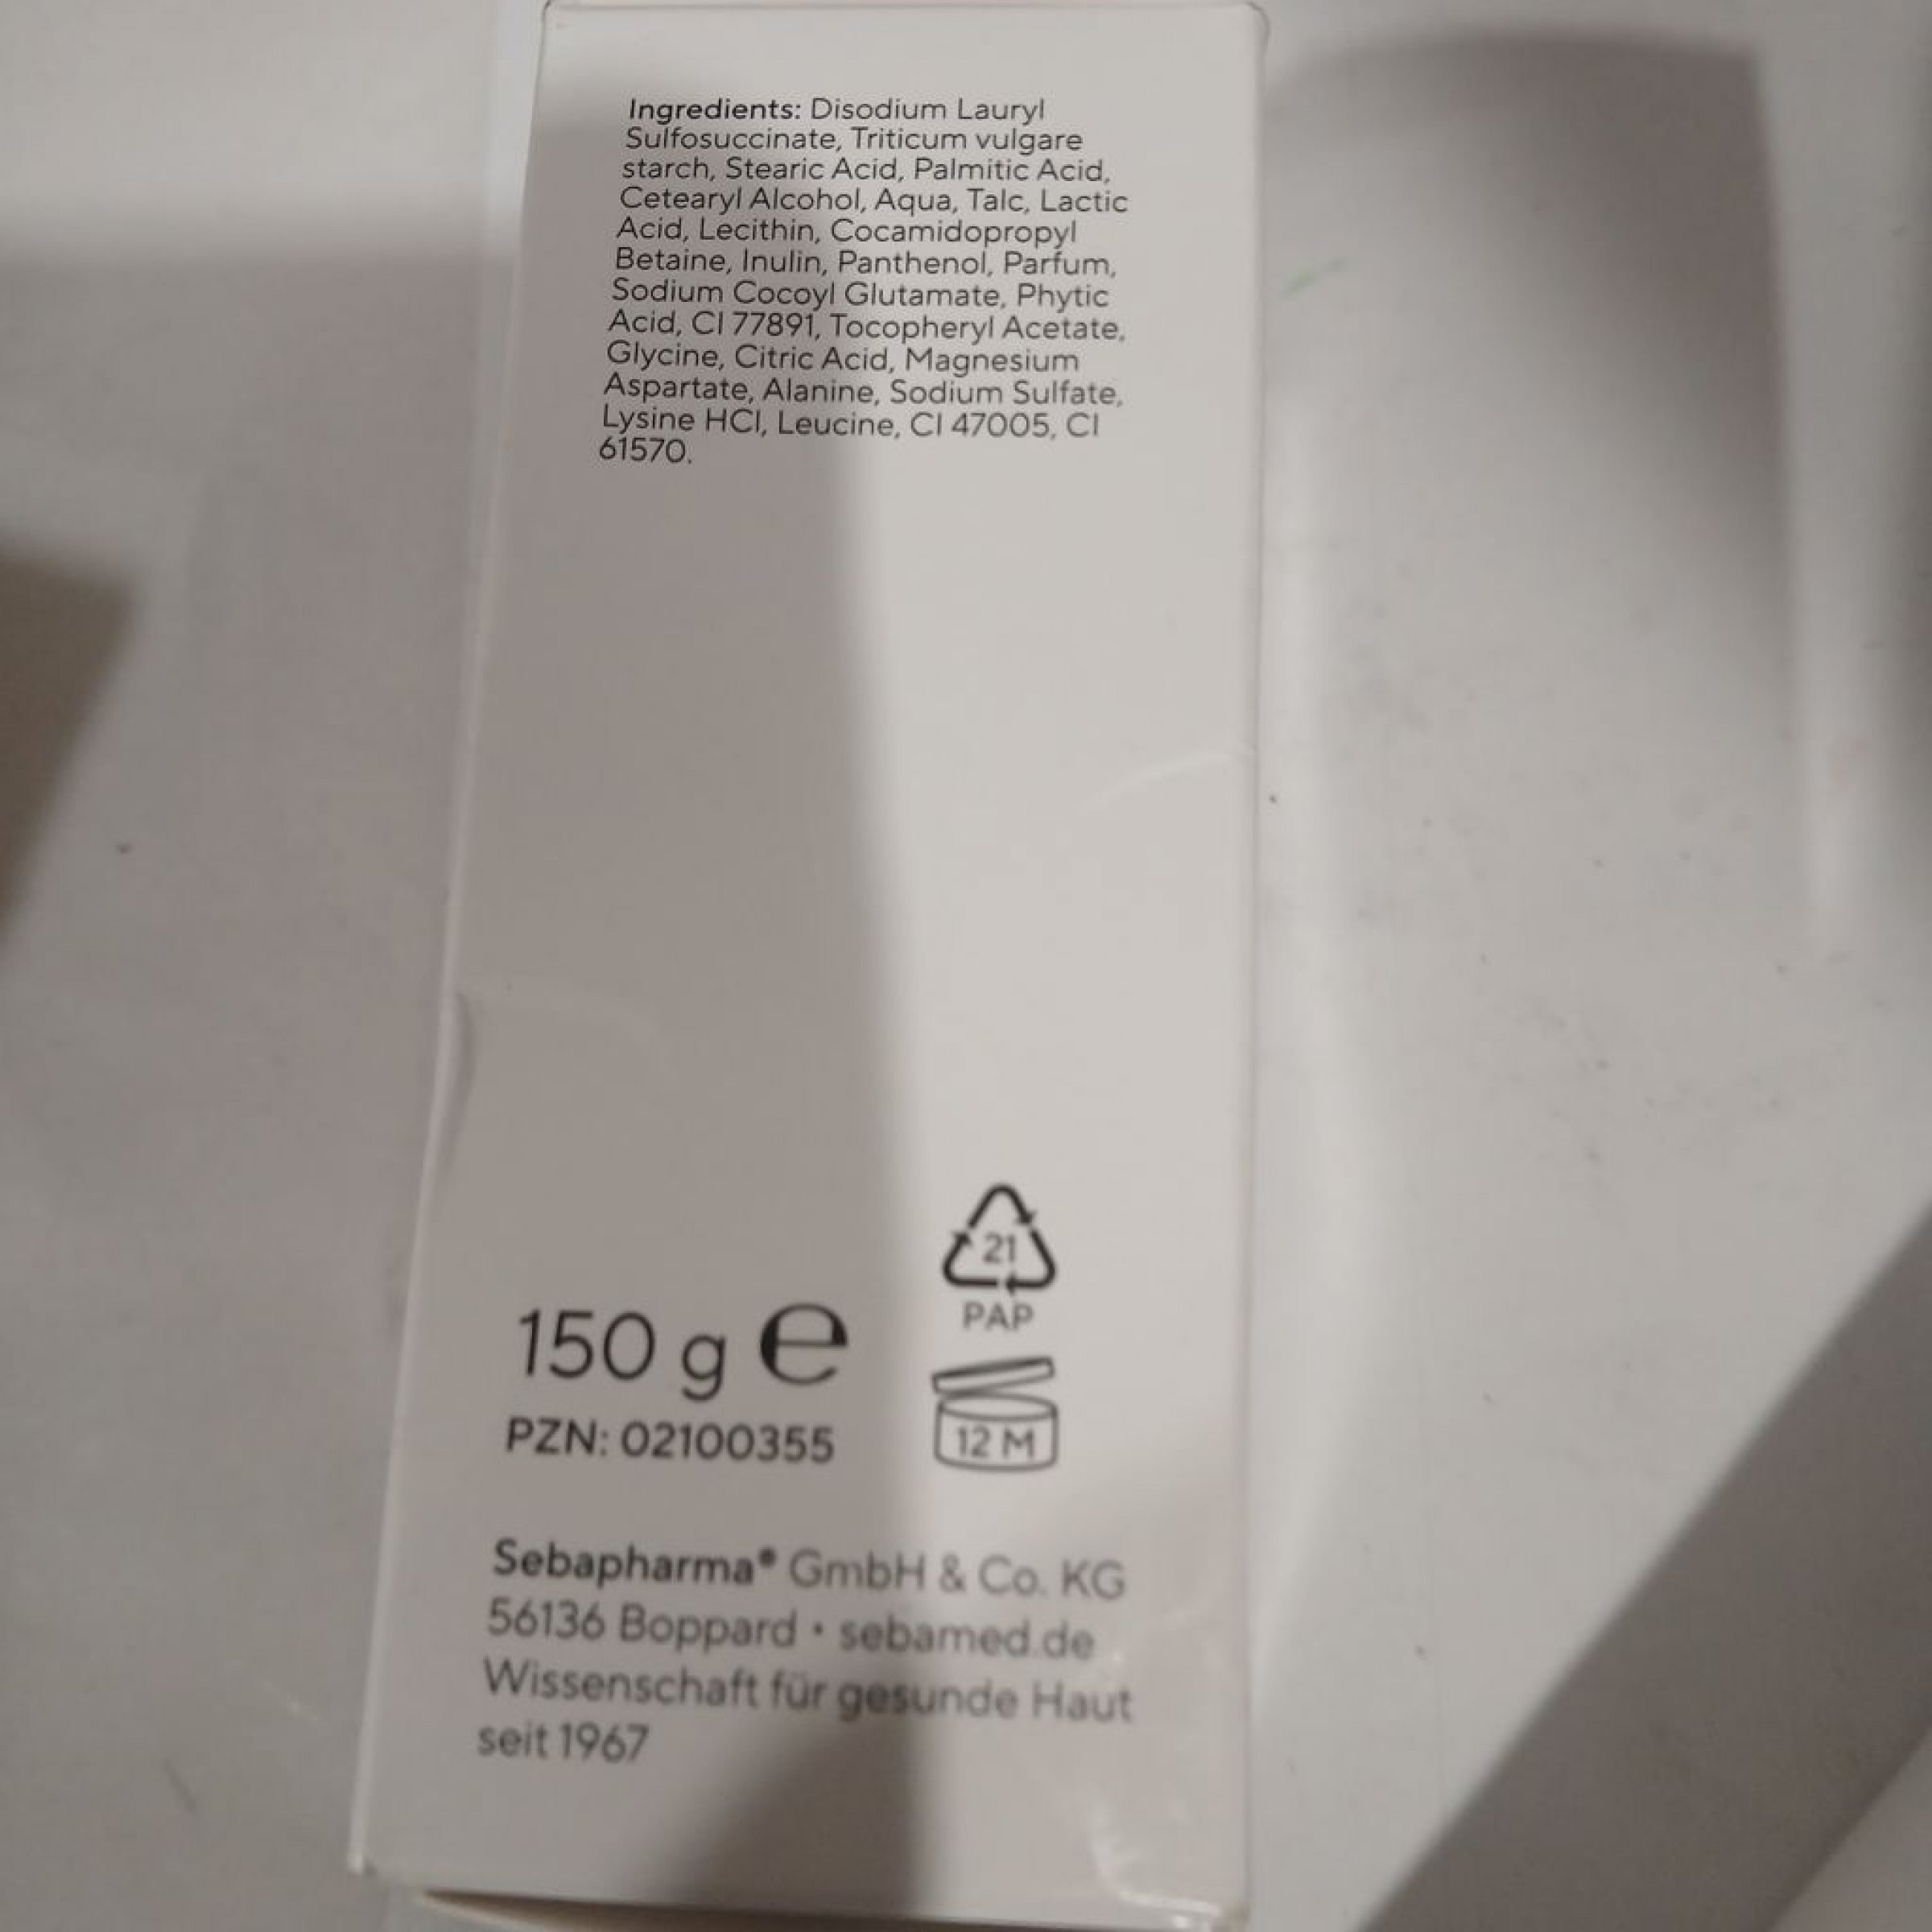 Ingredients: Disodium Lauryl
Sulfosuccinate, Triticum vulgare
starch, Stearic Acid, Palmitic Acid,
Cetearyl Alcohol, Aqua, Talc, Lactic
Acid, Lecithin, Cocamidopropyl
Betaine, Inulin, Panthenol, Parfum,
Sodium Cocoyl Glutamate, Phytic
Acid, CI 77891, Tocopheryl Acetate,
Glycine, Citric Acid, Magnesium
Aspartate, Alanine, Sodium Sulfate,
Lysine HCl, Leucine, CI 47005, CI
61570.
21
PAP
150 g e
PZN: 02100355
12 M
Sebapharma® GmbH & Co. KG
56136 Boppard • sebamed.de
Wissenschaft für gesunde Haut
seit 1967